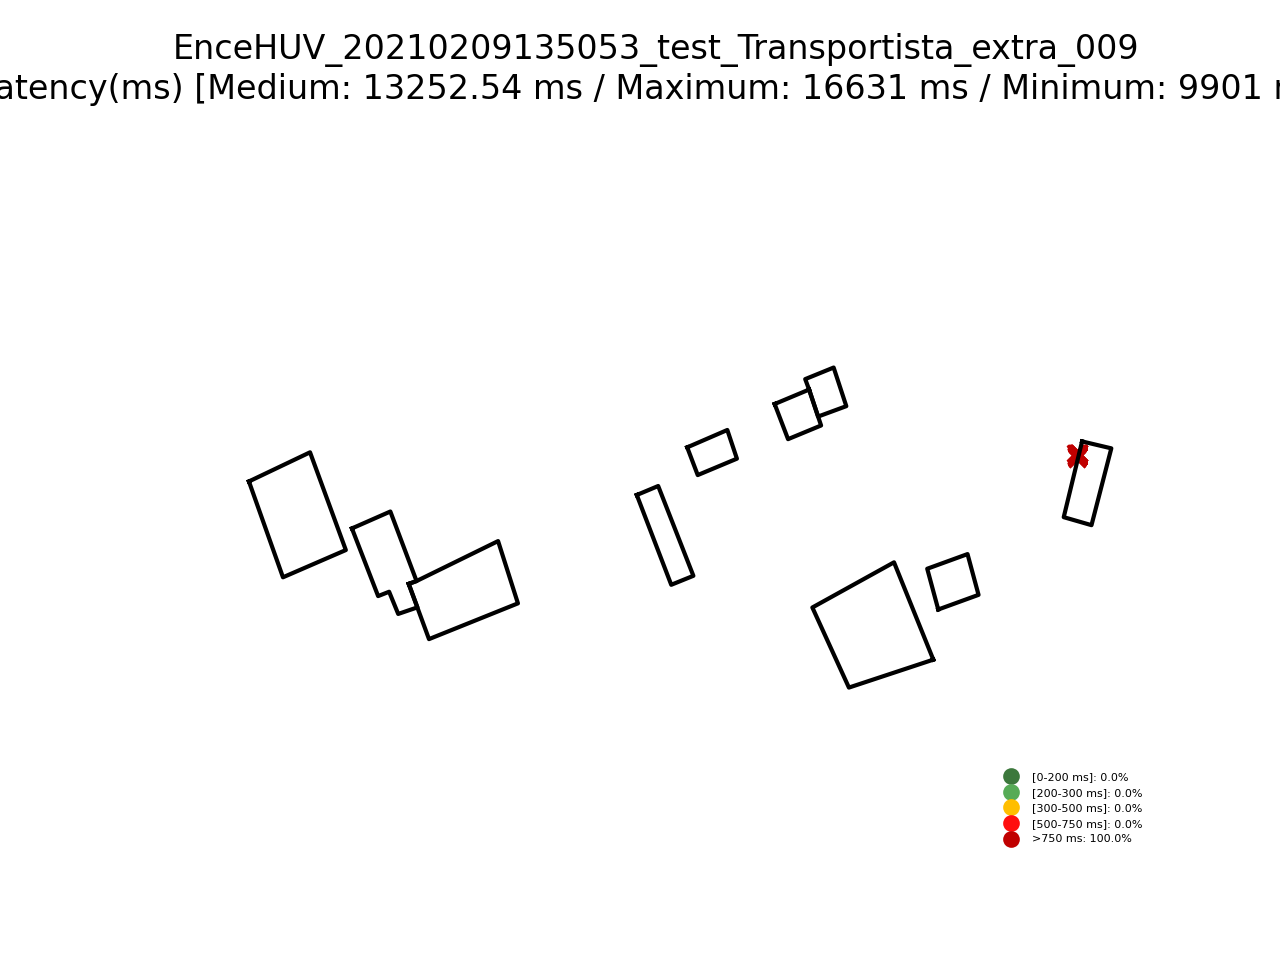 EnceHUV_20210209135053_test_Transportista_extra_009
atency(ms) [Medium: 13252.54 ms / Maximum: 16631 ms / Minimum: 9901
[0-200 ms]: 0.0%
[200-300 ms]: 0.0%
[300-500 ms]: 0.0%
[500-750 ms]: 0.0%
>750 ms: 100.0%